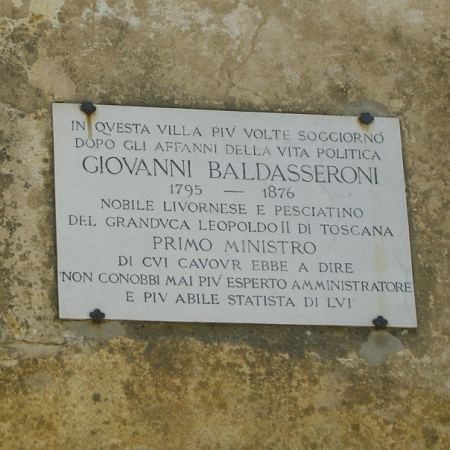 IN QVESTA VILLA PIV VOLTE SOGGIORNÒ
DOPO GLI AFFANNI DELLA VITA POLITICA
GIOVANNI BALDASSERONI
1795 — 1876
NOBILE LIVORNESE E PESCIATINO
DEL GRANDVCA LEOPOLDO II DI TOSCANA
PRIMO MINISTRO
DI CVI CAVOVR EBBE A DIRE
'NON CONOBBI MAI PIV' ESPERTO AMMINISTRATORE
E PIV ABILE STATISTA DI LVI'